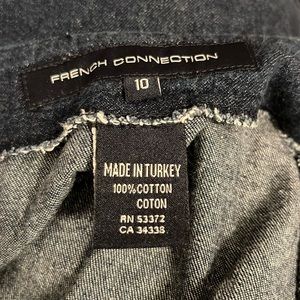 FRENCH CONNECTION
10
MADE IN TURKEY
100% COTTON
COTON
RN 53372
CA 34338